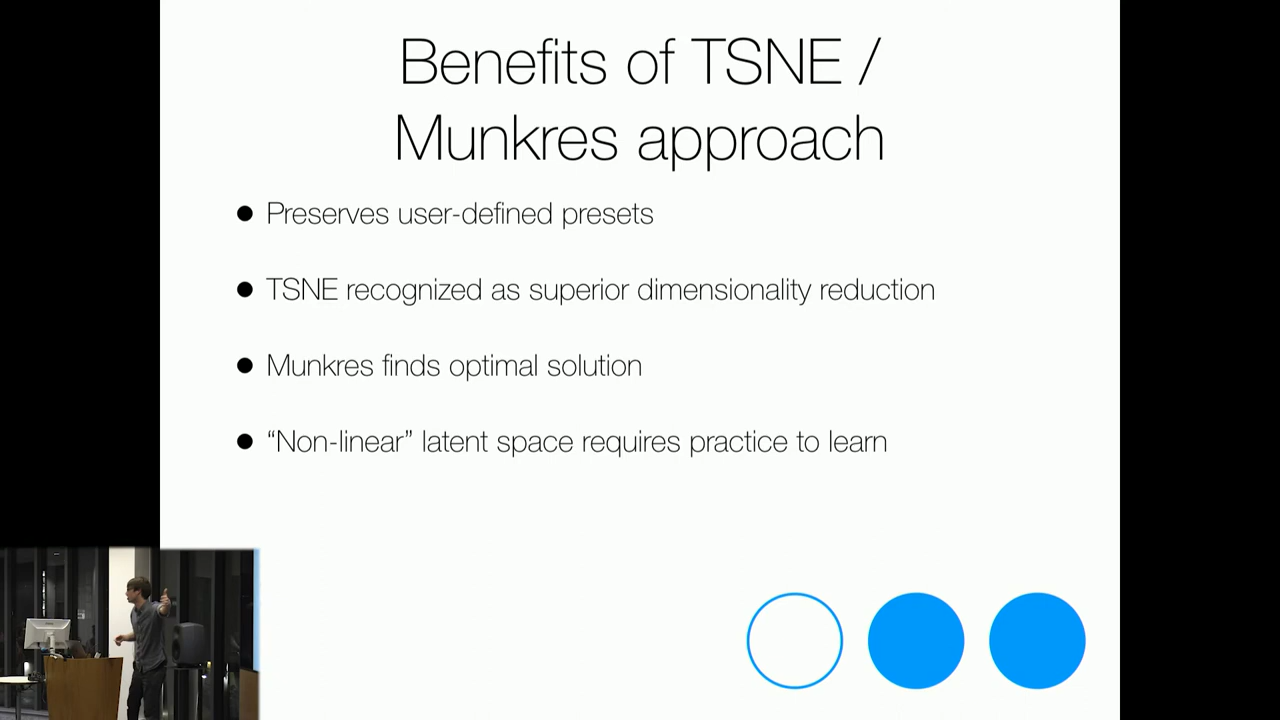 Benefits of TSNE /
Munkres approach
● Preserves user-defined presets
● TSNE recognized as superior dimensionality reduction
● Munkres finds optimal solution
● “Non-linear” latent space requires practice to learn